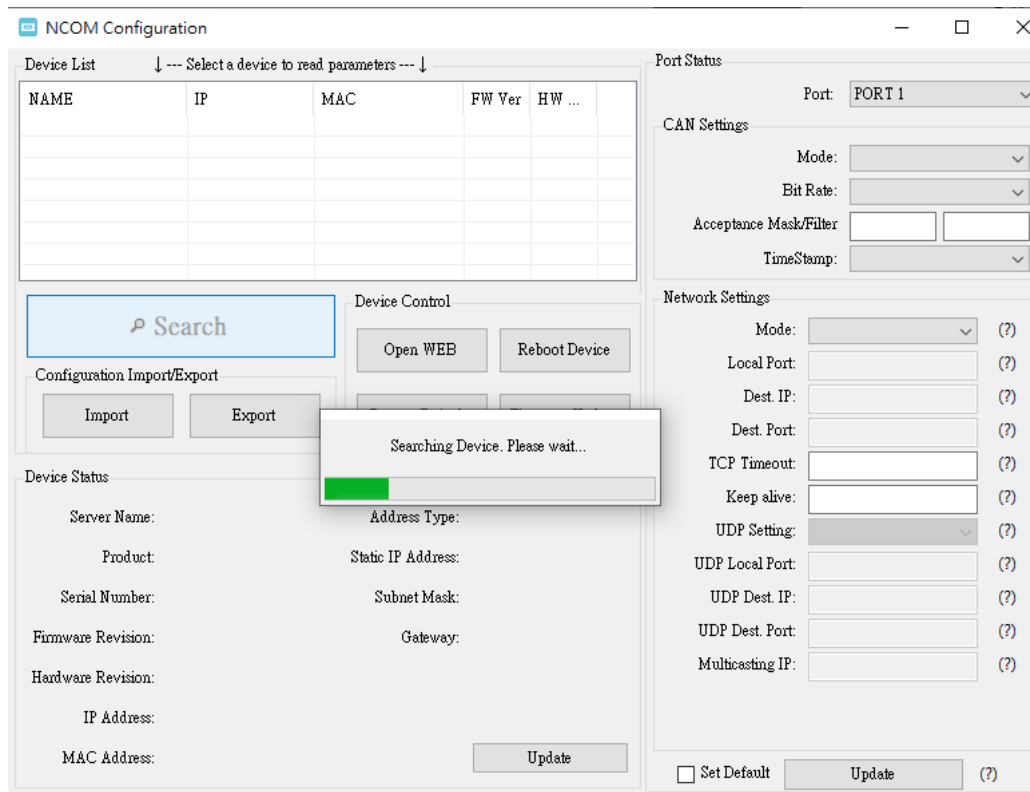 NCOM Configuration
Device List ↓ --- Select a device to read parameters --- ↓
NAME IP MAC FW Ver HW ...
Search
Device Control
Open WEB Reboot Device
Configuration Import/Export
Import Export
Searching Device. Please wait...
Device Status
Server Name:
Product:
Serial Number:
Firmware Revision:
Hardware Revision:
IP Address:
MAC Address:
Address Type:
Static IP Address:
Subnet Mask:
Gateway:
Update
Port Status
Port: PORT 1
CAN Settings
Mode:
Bit Rate:
Acceptance Mask/Filter
TimeStamp:
Network Settings
Mode: (?)
Local Port: (?)
Dest. IP: (?)
Dest. Port: (?)
TCP Timeout: (?)
Keep alive: (?)
UDP Setting: (?)
UDP Local Port: (?)
UDP Dest. IP: (?)
UDP Dest. Port: (?)
Multicasting IP: (?)
Set Default Update (?)